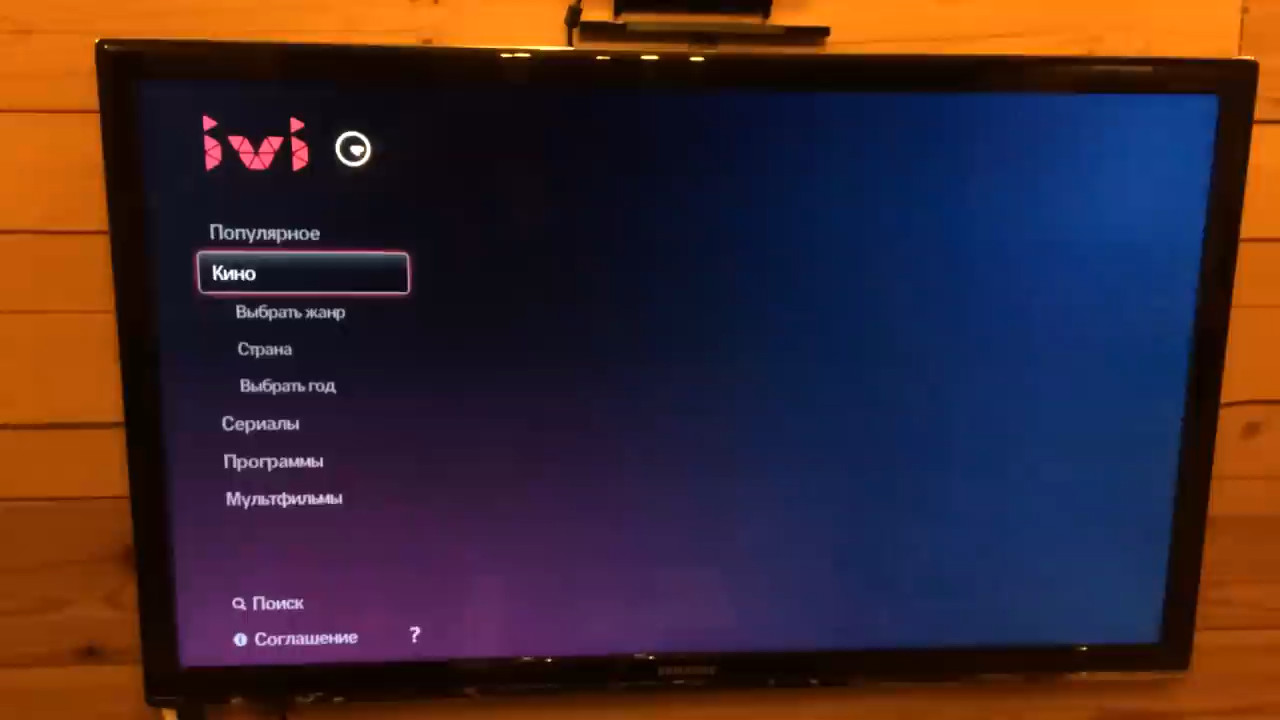 ivi
Популярное
Кино
Выбрать жанр
Страна
Выбрать год
Сериалы
Программы
Мультфильмы
Поиск
Соглашение ?